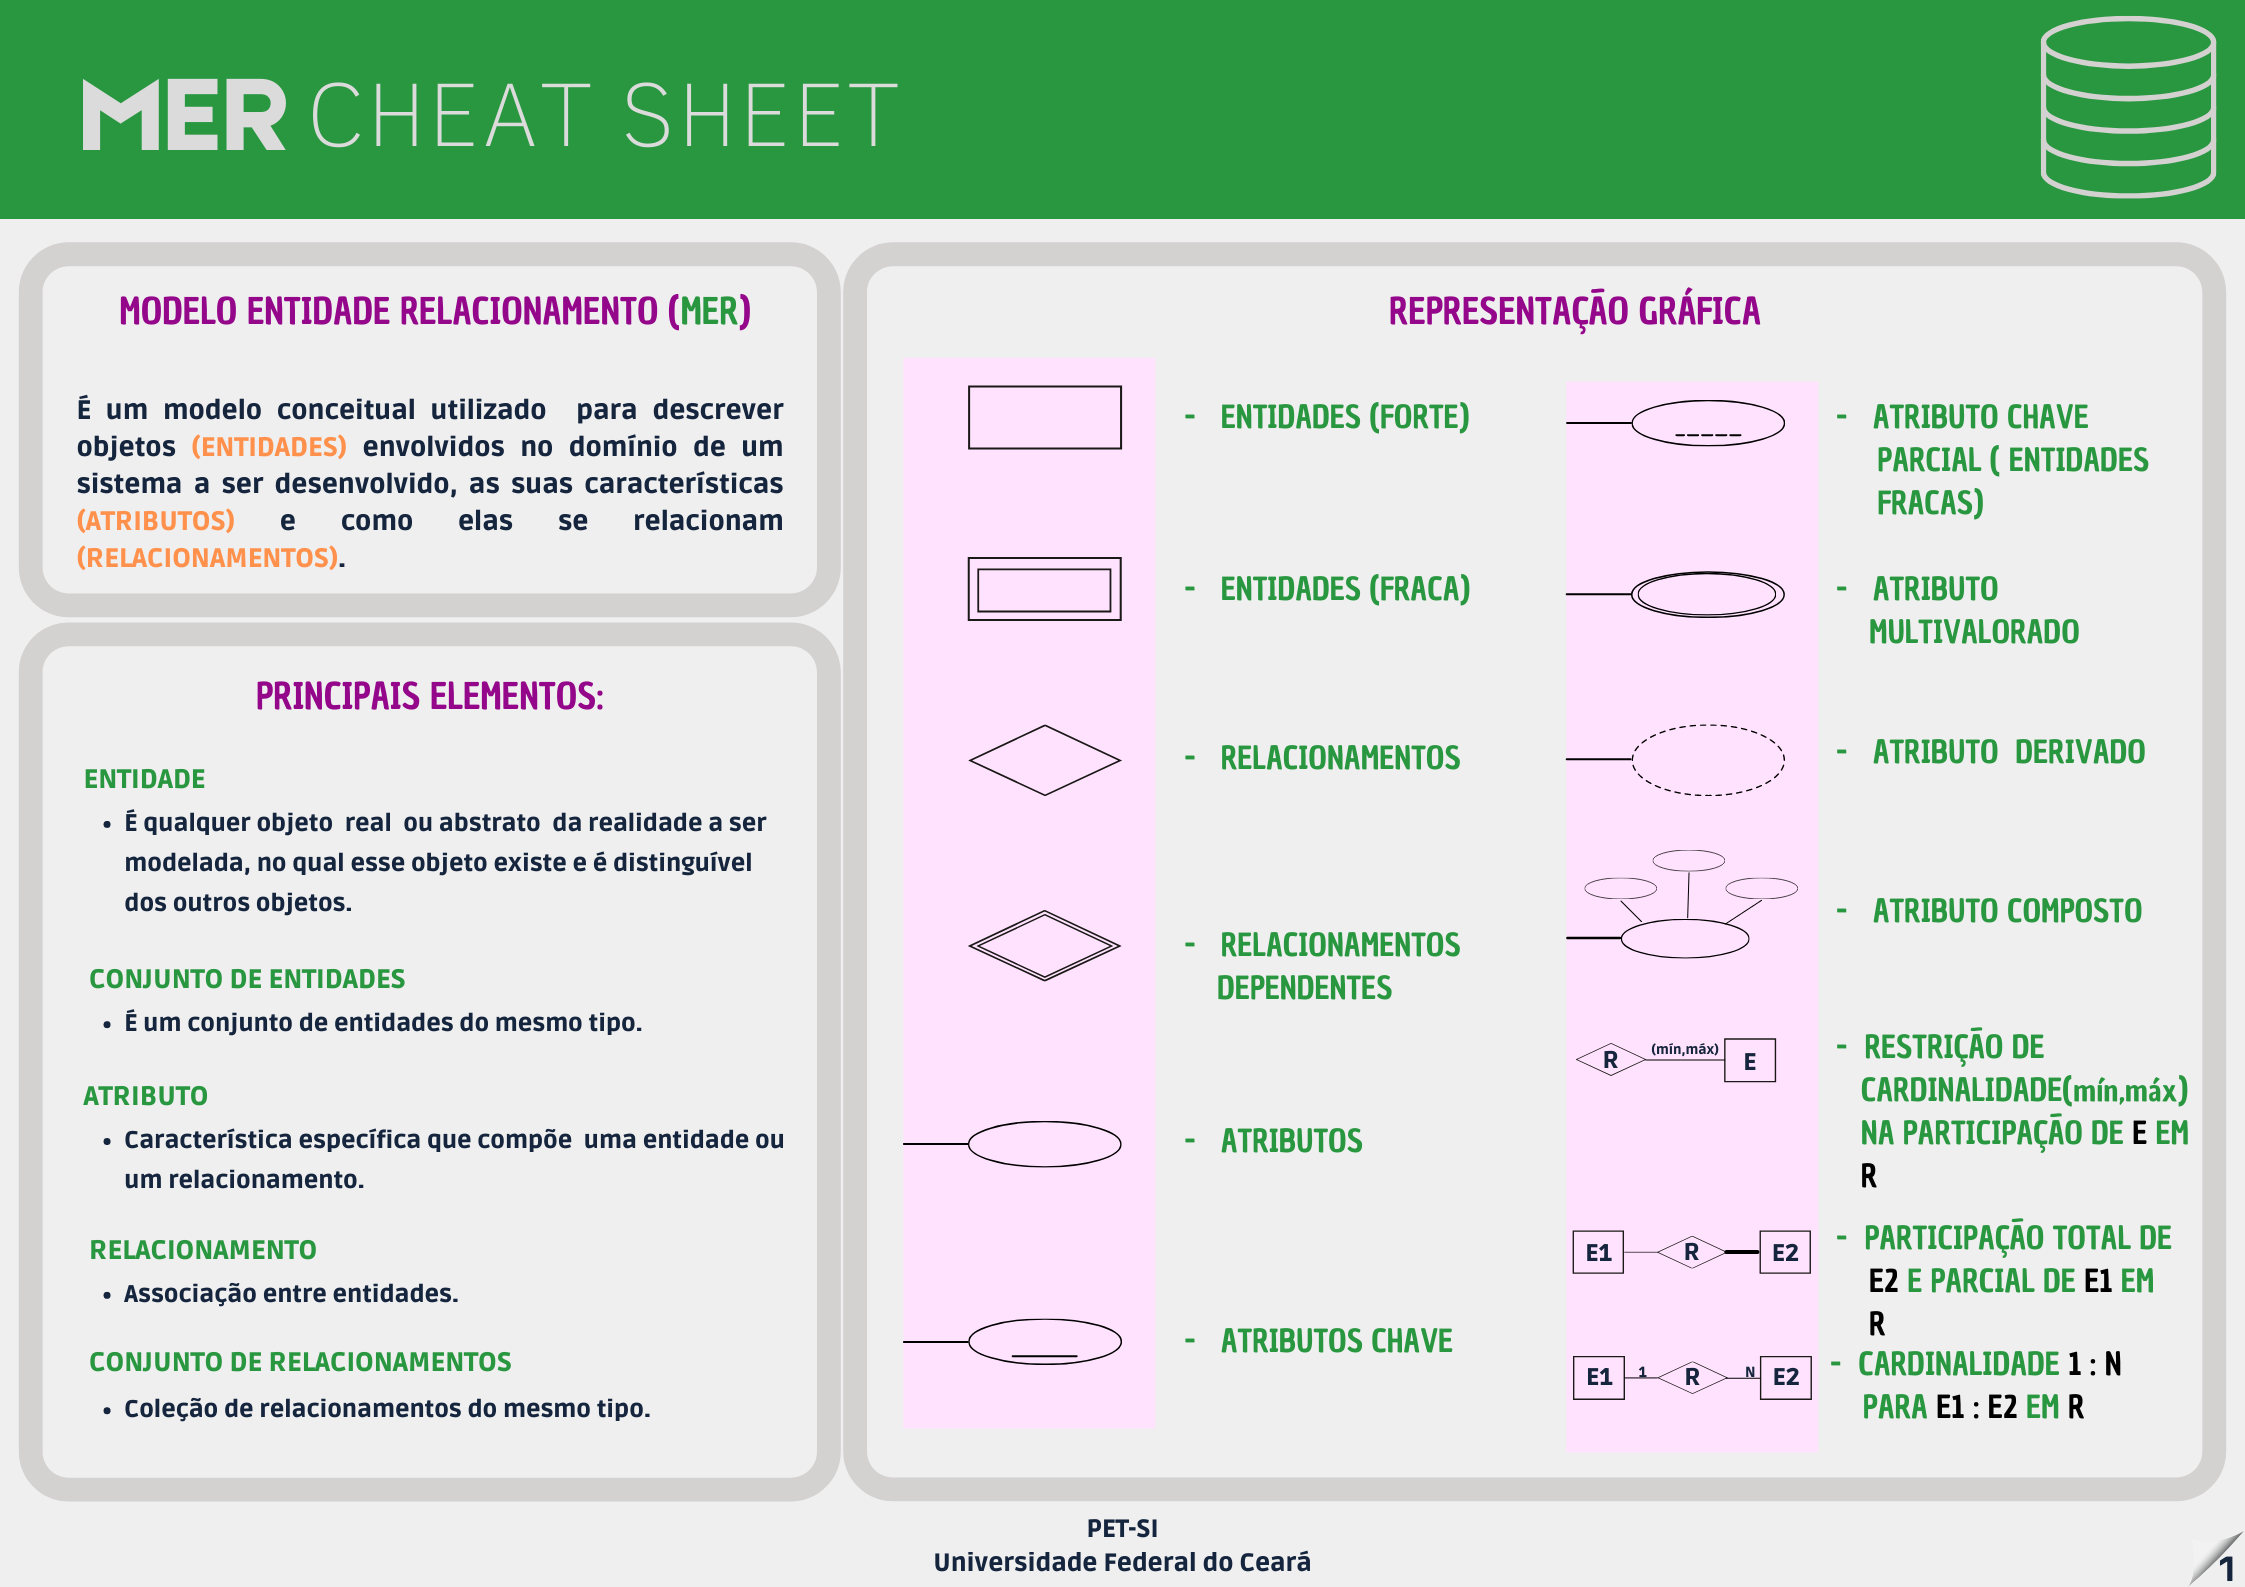 MER CHEAT SHEET
MODELO ENTIDADE RELACIONAMENTO (MER)
É um modelo conceitual utilizado para descrever
objetos (ENTIDADES) envolvidos no domínio de um
sistema a ser desenvolvido, as suas características
(ATRIBUTOS) e como elas se relacionam
(RELACIONAMENTOS).
PRINCIPAIS ELEMENTOS:
ENTIDADE
• É qualquer objeto real ou abstrato da realidade a ser
modelada, no qual esse objeto existe e é distinguível
dos outros objetos.
CONJUNTO DE ENTIDADES
• É um conjunto de entidades do mesmo tipo.
ATRIBUTO
• Característica específica que compõe uma entidade ou
um relacionamento.
RELACIONAMENTO
• Associação entre entidades.
CONJUNTO DE RELACIONAMENTOS
• Coleção de relacionamentos do mesmo tipo.
REPRESENTAÇÃO GRÁFICA
- ENTIDADES (FORTE)
- ENTIDADES (FRACA)
- RELACIONAMENTOS
- RELACIONAMENTOS
DEPENDENTES
- ATRIBUTOS
- ATRIBUTOS CHAVE
- ATRIBUTO CHAVE
PARCIAL ( ENTIDADES
FRACAS)
- ATRIBUTO
MULTIVALORADO
- ATRIBUTO DERIVADO
- ATRIBUTO COMPOSTO
R (mín,máx) E
- RESTRIÇÃO DE
CARDINALIDADE(mín,máx)
NA PARTICIPAÇÃO DE E EM
R
E1 R E2
- PARTICIPAÇÃO TOTAL DE
E2 E PARCIAL DE E1 EM
R
E1 1 R N E2
- CARDINALIDADE 1 : N
PARA E1 : E2 EM R
PET-SI
Universidade Federal do Ceará
1